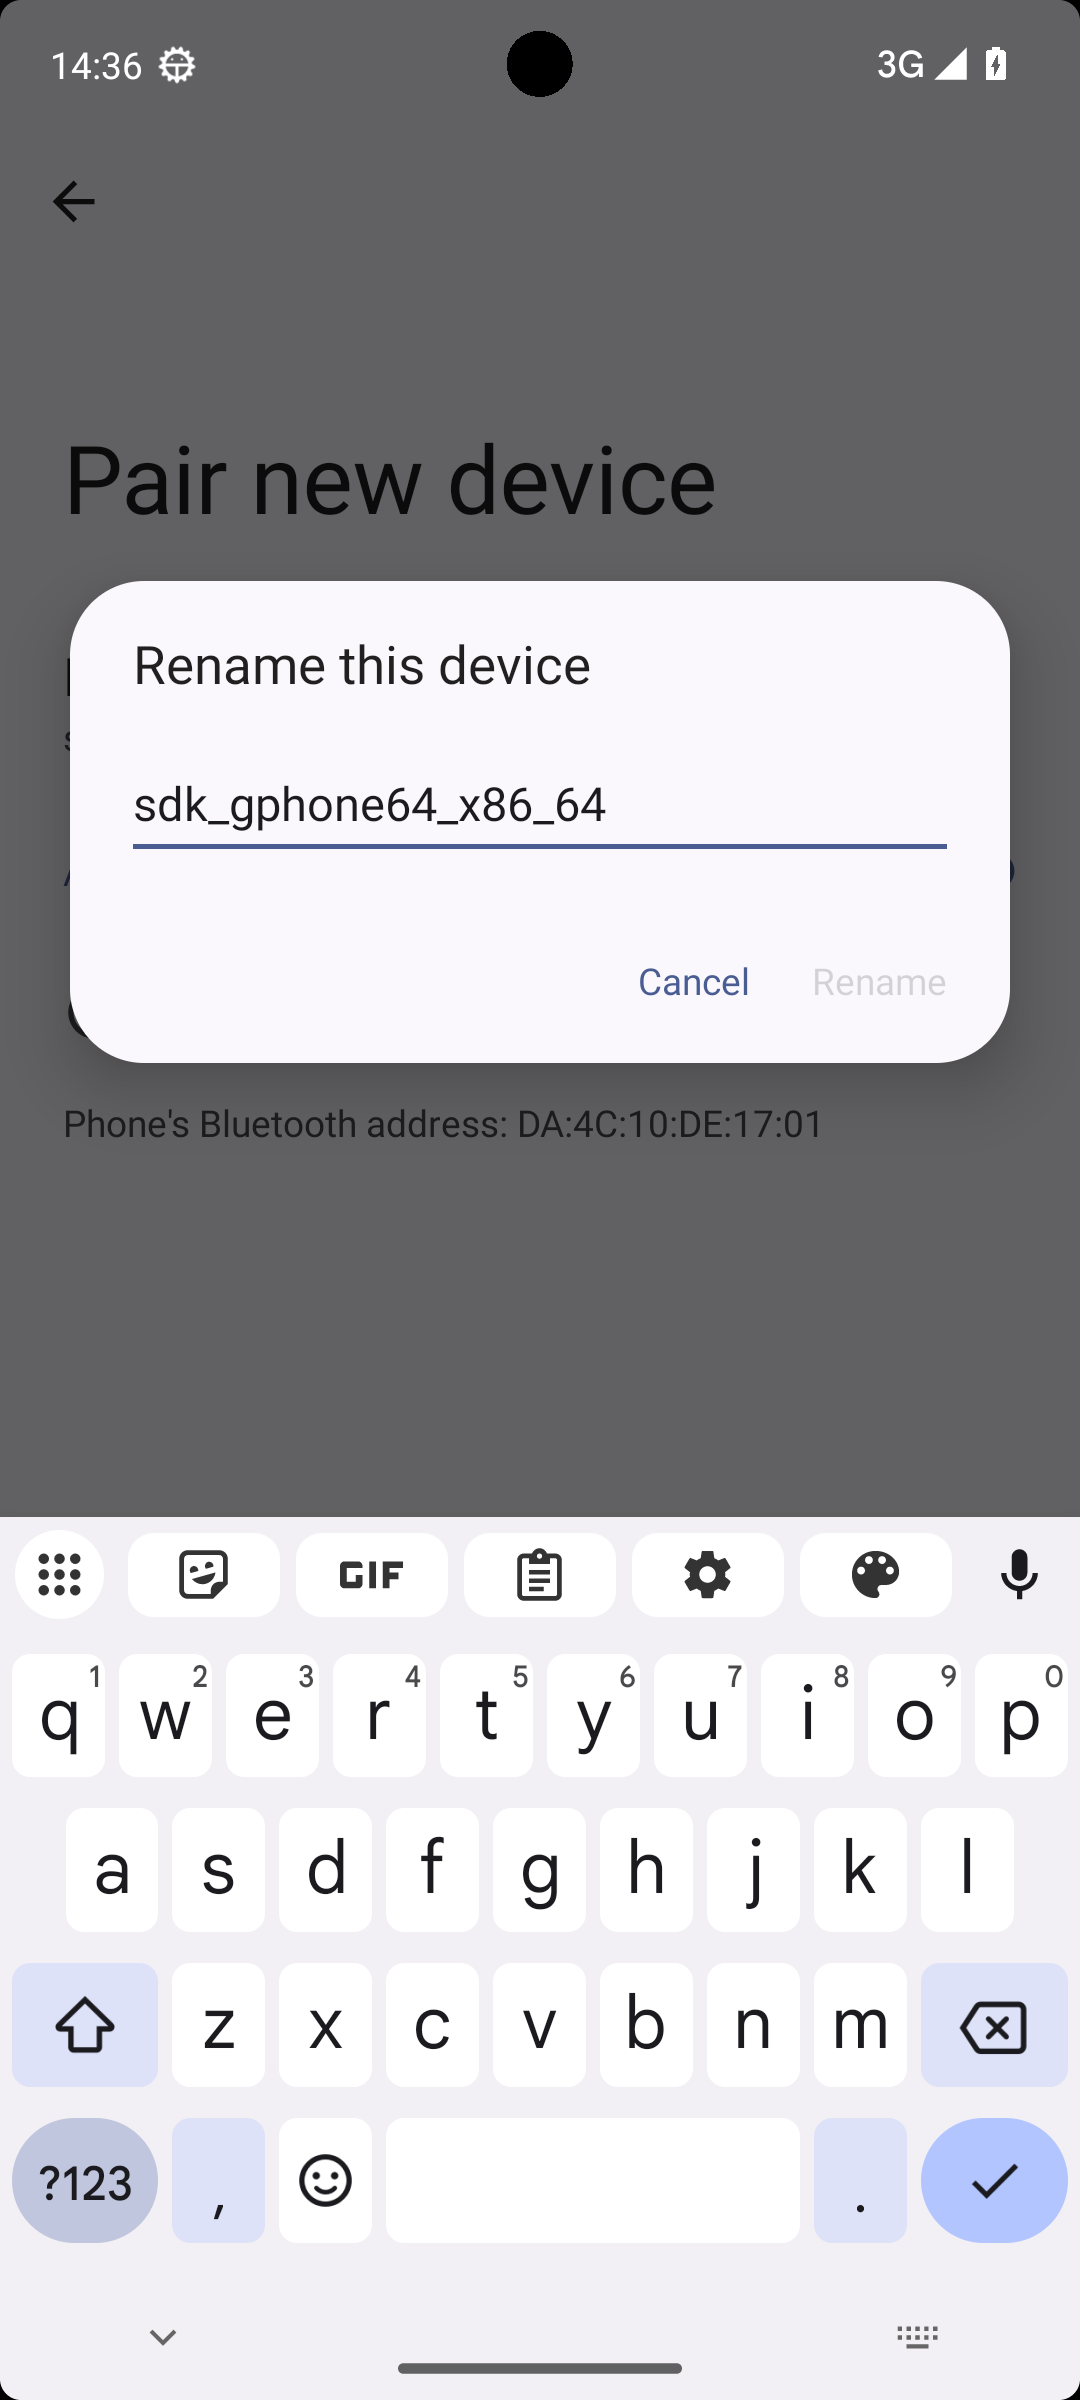 14:36
3G
Pair new device
Rename this device
sdk_gphone64_x86_64
Cancel Rename
Phone's Bluetooth address: DA:4C:10:DE:17:01
GIF
q 1 w 2 e 3 r 4 t 5 y 6 u 7 i 8 o 9 p 0
a s d f g h j k l
z x c v b n m
?123 , .